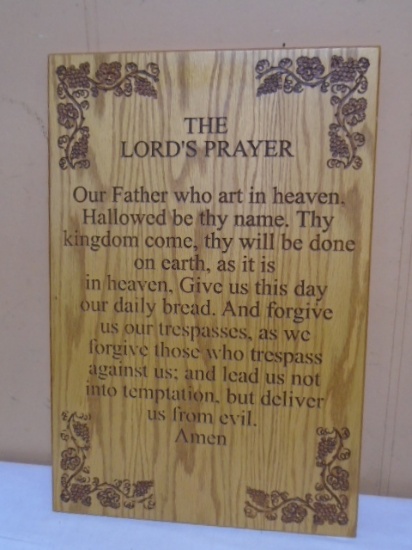 THE
LORD'S PRAYER
Our Father who art in heaven.
Hallowed be thy name. Thy
kingdom come, thy will be done
on earth, as it is
in heaven. Give us this day
our daily bread. And forgive
us our trespasses, as we
forgive those who trespass
against us; and lead us not
into temptation, but deliver
us from evil.
Amen